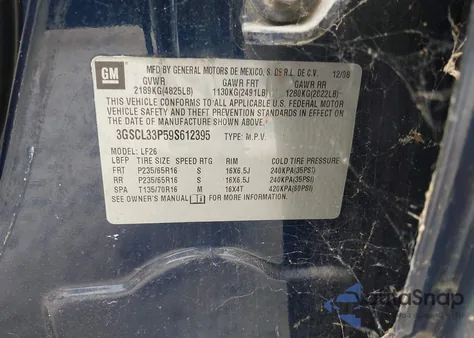 GM
MFD BY GENERAL MOTORS DE MEXICO, S. DE R.L. DE C.V. 12/08
GVWR GAWR FRT GAWR RR
2189KG(4825LB) 1130KG(2491LB) 1280KG(2822LB)
THIS VEHICLE CONFORMS TO ALL APPLICABLE U.S. FEDERAL MOTOR
VEHICLE SAFETY AND THEFT PREVENTION STANDARDS IN EFFECT
ON THE DATE OF MANUFACTURE SHOWN ABOVE.
3GSCL33P59S612395 TYPE: M.P.V.
MODEL: LF26
LBFP TIRE SIZE SPEED RTG RIM COLD TIRE PRESSURE
FRT P235/65R16 S 16X6.5J 240KPA(35PSI)
RR P235/65R16 S 16X6.5J 240KPA(35PSI)
SPA T135/70R16 M 16X4T 420KPA(60PSI)
SEE OWNER'S MANUAL i FOR MORE INFORMATION.
AutoSnap